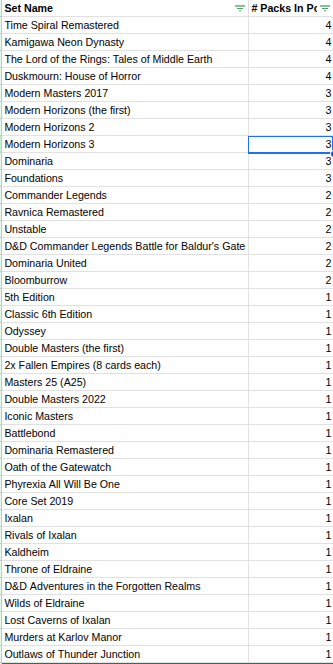 Set Name # Packs In Po
Time Spiral Remastered 4
Kamigawa Neon Dynasty 4
The Lord of the Rings: Tales of Middle Earth 4
Duskmourn: House of Horror 4
Modern Masters 2017 3
Modern Horizons (the first) 3
Modern Horizons 2 3
Modern Horizons 3 3
Dominaria 3
Foundations 3
Commander Legends 2
Ravnica Remastered 2
Unstable 2
D&D Commander Legends Battle for Baldur's Gate 2
Dominaria United 2
Bloomburrow 2
5th Edition 1
Classic 6th Edition 1
Odyssey 1
Double Masters (the first) 1
2x Fallen Empires (8 cards each) 1
Masters 25 (A25) 1
Double Masters 2022 1
Iconic Masters 1
Battlebond 1
Dominaria Remastered 1
Oath of the Gatewatch 1
Phyrexia All Will Be One 1
Core Set 2019 1
Ixalan 1
Rivals of Ixalan 1
Kaldheim 1
Throne of Eldraine 1
D&D Adventures in the Forgotten Realms 1
Wilds of Eldraine 1
Lost Caverns of Ixalan 1
Murders at Karlov Manor 1
Outlaws of Thunder Junction 1